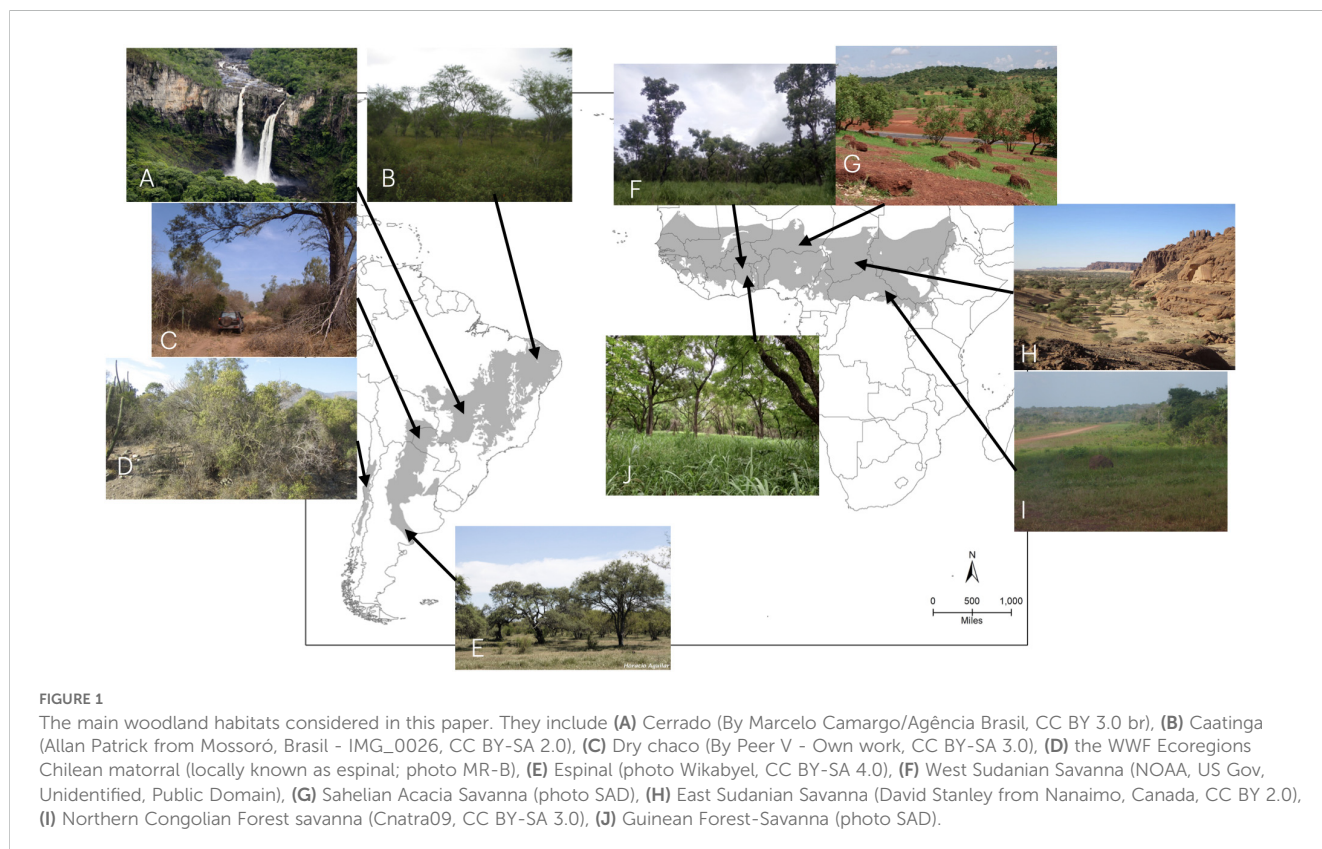 A
B
F
G
C
H
D
J
I
N
0 500 1,000
Miles
E
Horacio Aguilar
FIGURE 1
The main woodland habitats considered in this paper. They include (A) Cerrado (By Marcelo Camargo/Agência Brasil, CC BY 3.0 br), (B) Caatinga
(Allan Patrick from Mossoró, Brasil - IMG_0026, CC BY-SA 2.0), (C) Dry chaco (By Peer V - Own work, CC BY-SA 3.0), (D) the WWF Ecoregions
Chilean matorral (locally known as espinal; photo MR-B), (E) Espinal (photo Wikabyel, CC BY-SA 4.0), (F) West Sudanian Savanna (NOAA, US Gov,
Unidentified, Public Domain), (G) Sahelian Acacia Savanna (photo SAD), (H) East Sudanian Savanna (David Stanley from Nanaimo, Canada, CC BY 2.0),
(I) Northern Congolian Forest savanna (Cnatra09, CC BY-SA 3.0), (J) Guinean Forest-Savanna (photo SAD).